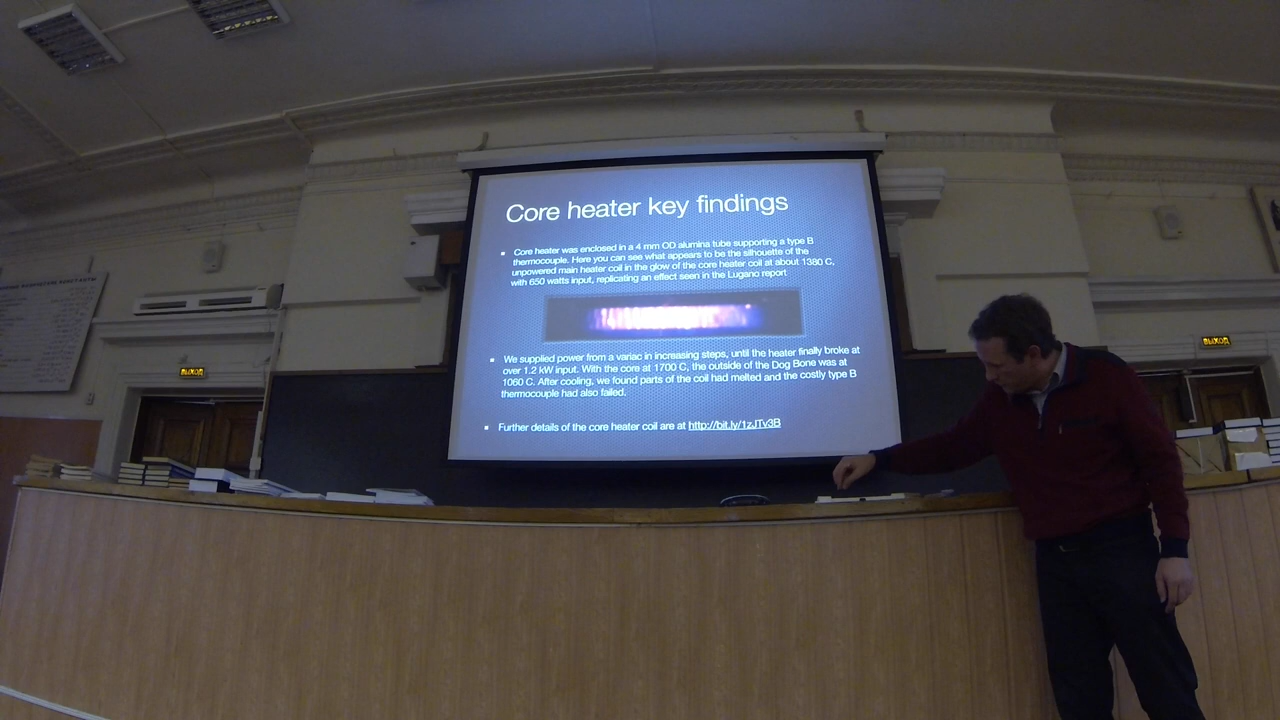 Core heater key findings
Core heater was enclosed in a 4 mm OD alumina tube supporting a type B
thermocouple. Here you can see what appears to be the silhouette of the
unpowered main heater coil in the glow of the core heater coil at about 1380 C,
with 650 watts input, replicating an effect seen in the Lugano report
We supplied power from a variac in increasing steps, until the heater finally broke at
over 1.2 kW input. With the core at 1700 C, the outside of the Dog Bone was at
1060 C. After cooling, we found parts of the coil had melted and the costly type B
thermocouple had also failed.
Further details of the core heater coil are at http://bit.ly/1zJTv3B
ВЫХОД
ВЫХОД